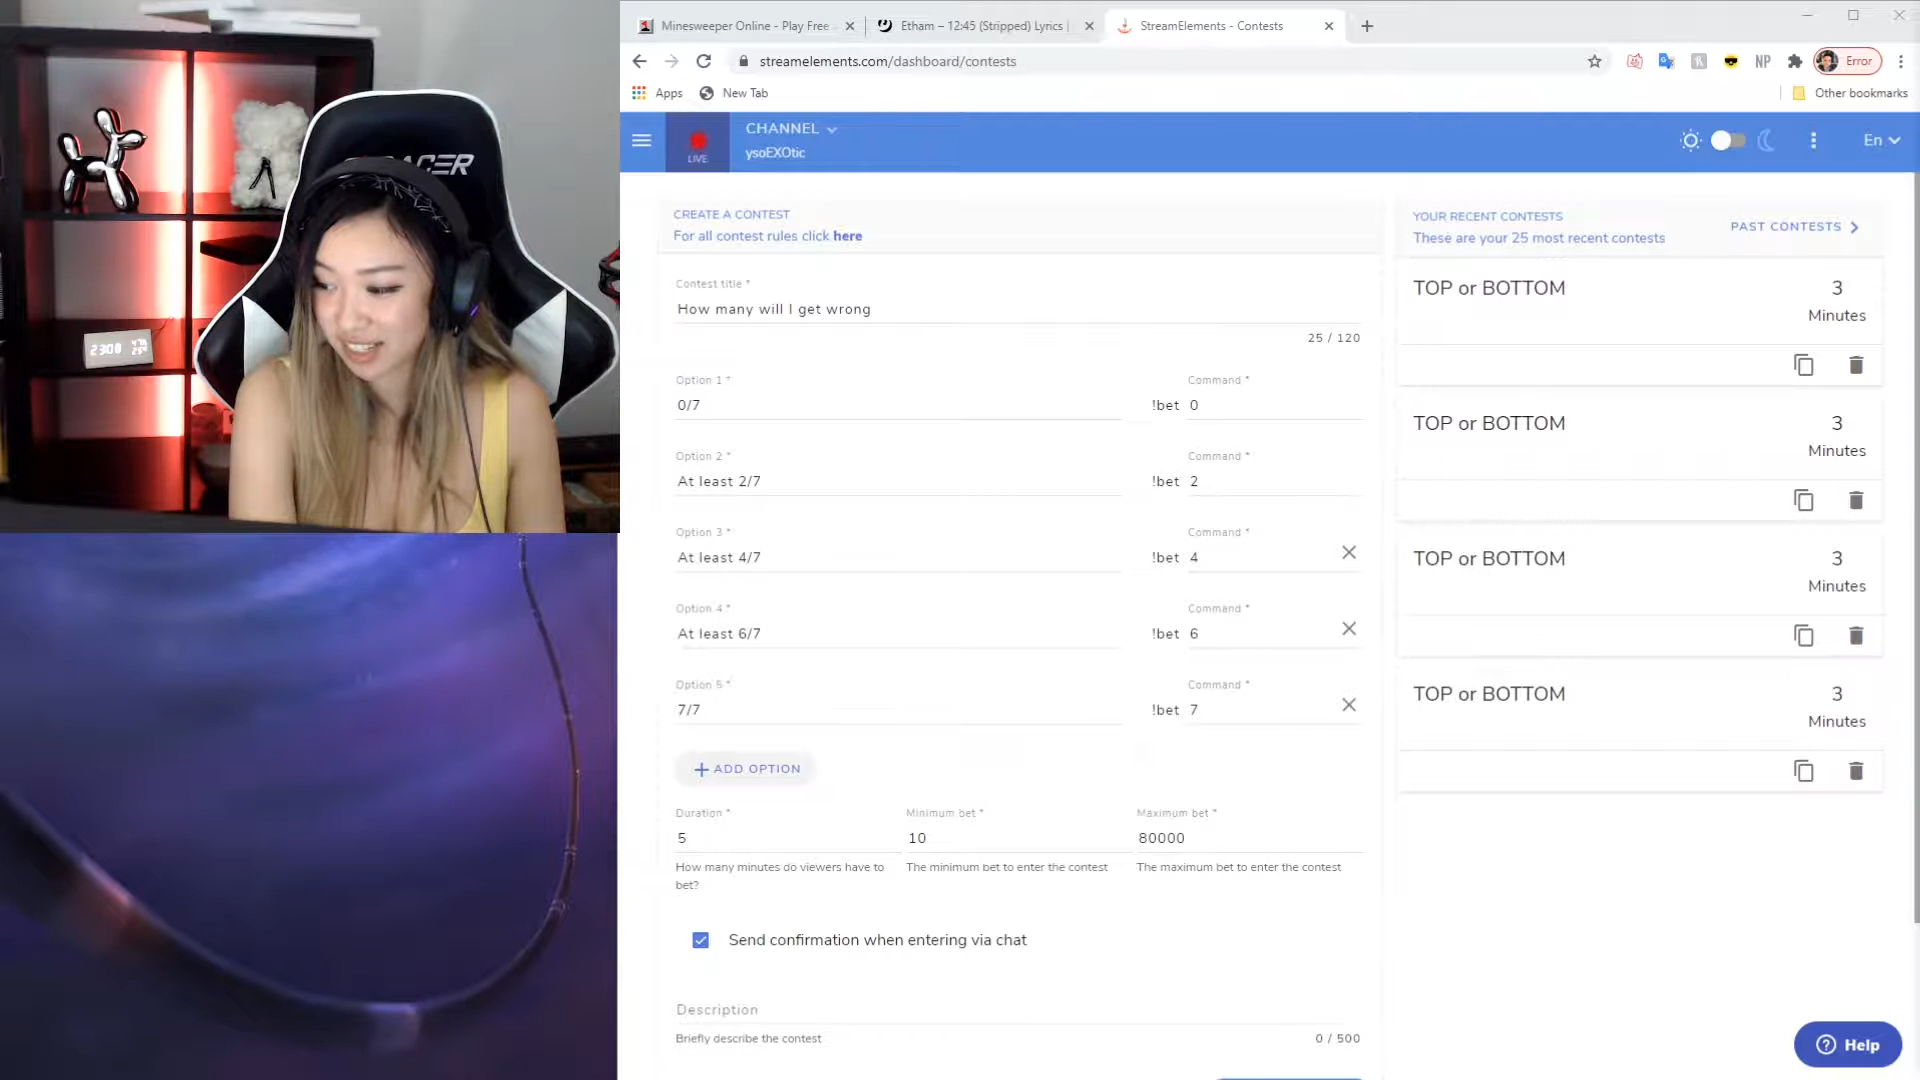 Minesweeper Online - Play Free
Etham – 12:45 (Stripped) Lyrics |
StreamElements - Contests
streamelements.com/dashboard/contests
NP
Error
Apps
New Tab
Other bookmarks
LIVE
CHANNEL
ysoEXOtic
En
CREATE A CONTEST
For all contest rules click here
Contest title *
How many will I get wrong
25 / 120
Option 1 *
Command *
0/7
!bet 0
Option 2 *
Command *
At least 2/7
!bet 2
Option 3 *
Command *
At least 4/7
!bet 4
Option 4 *
Command *
At least 6/7
!bet 6
Option 5 *
Command *
7/7
!bet 7
ADD OPTION
Duration *
Minimum bet *
Maximum bet *
5
10
80000
How many minutes do viewers have to bet?
The minimum bet to enter the contest
The maximum bet to enter the contest
Send confirmation when entering via chat
Description
Briefly describe the contest
0 / 500
YOUR RECENT CONTESTS
These are your 25 most recent contests
PAST CONTESTS
TOP or BOTTOM
3
Minutes
TOP or BOTTOM
3
Minutes
TOP or BOTTOM
3
Minutes
TOP or BOTTOM
3
Minutes
Help
23:08